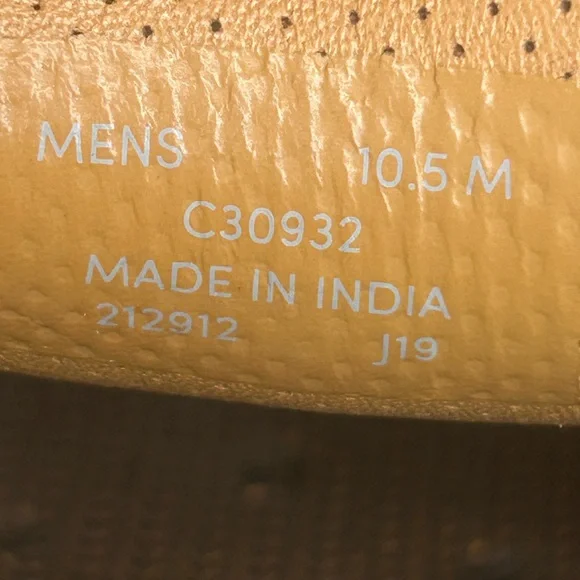 MENS 10.5 M
C30932
MADE IN INDIA
212912 J19